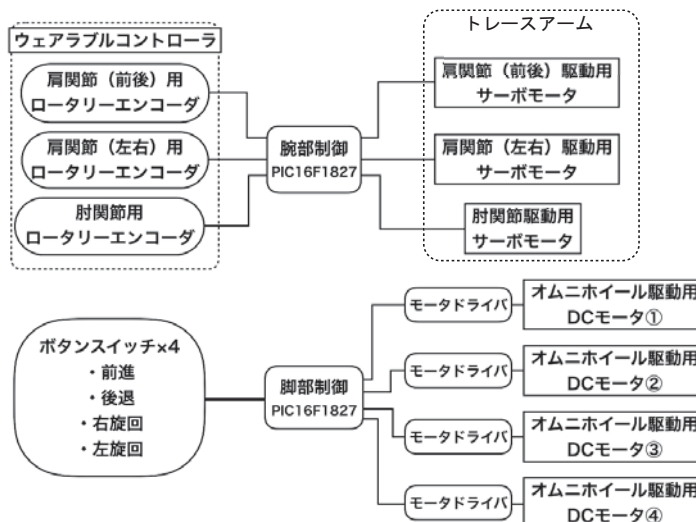 ウェアラブルコントローラ
肩関節（前後）用
ロータリーエンコーダ
肩関節（左右）用
ロータリーエンコーダ
肘関節用
ロータリーエンコーダ
腕部制御
PIC16F1827
トレースアーム
肩関節（前後）駆動用
サーボモータ
肩関節（左右）駆動用
サーボモータ
肘関節駆動用
サーボモータ
ボタンスイッチ×4
・前進
・後退
・右旋回
・左旋回
脚部制御
PIC16F1827
モータドライバ
オムニホイール駆動用
DCモータ①
モータドライバ
オムニホイール駆動用
DCモータ②
モータドライバ
オムニホイール駆動用
DCモータ③
モータドライバ
オムニホイール駆動用
DCモータ④